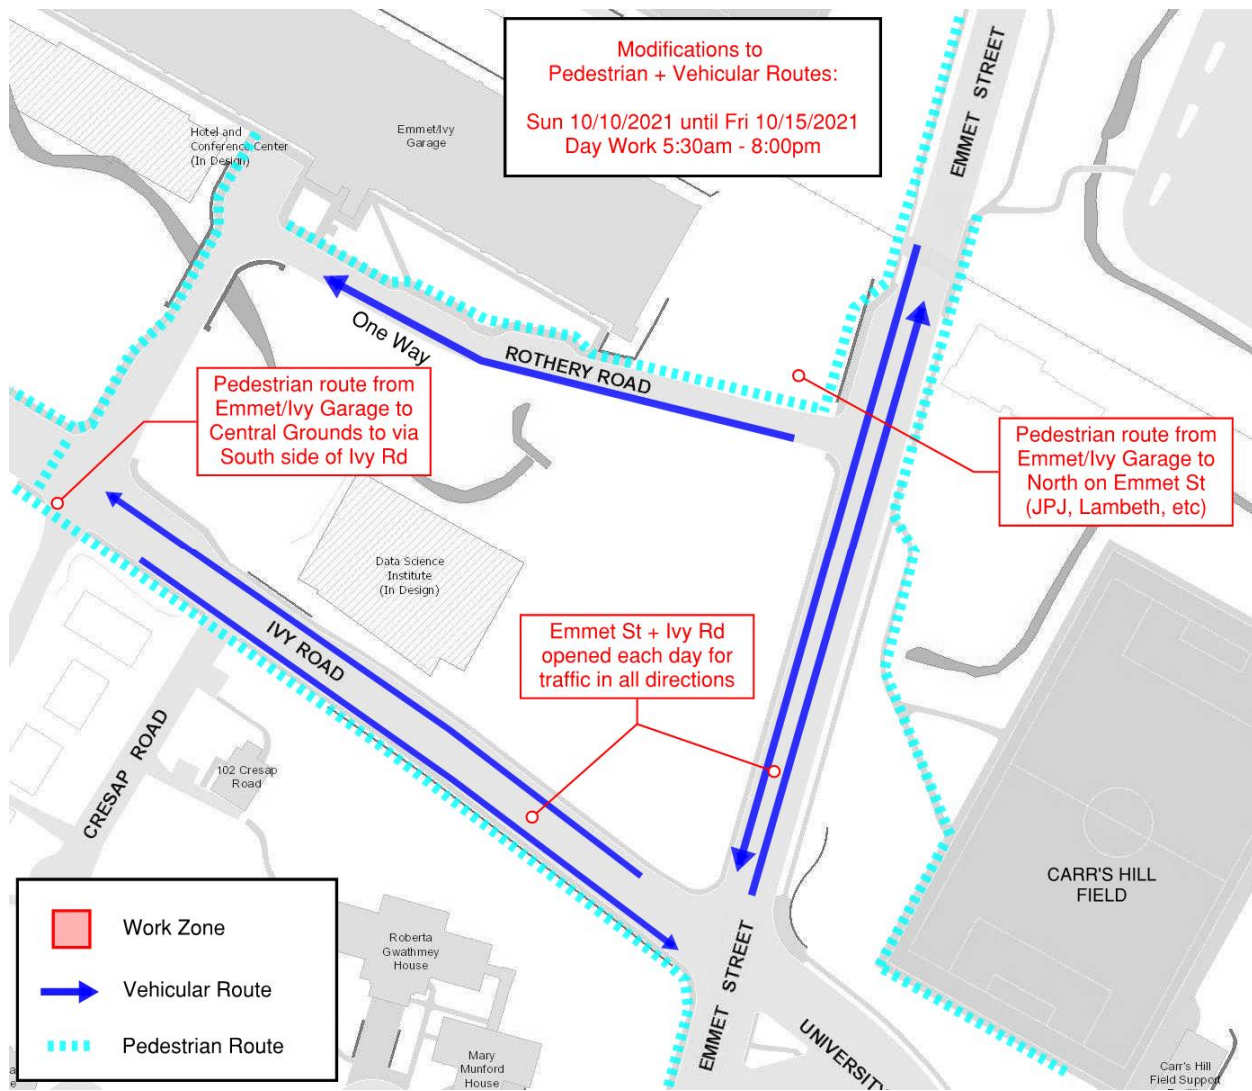 Modifications to
Pedestrian + Vehicular Routes:
Sun 10/10/2021 until Fri 10/15/2021
Day Work 5:30am - 8:00pm
EMMET STREET
Hotel and
Conference Center
(In Design)
Emmet/Ivy
Garage
One Way
ROTHERY ROAD
Pedestrian route from
Emmet/Ivy Garage to
Central Grounds to via
South side of Ivy Rd
Pedestrian route from
Emmet/Ivy Garage to
North on Emmet St
(JPJ, Lambeth, etc)
Data Science
Institute
(In Design)
IVY ROAD
Emmet St + Ivy Rd
opened each day for
traffic in all directions
CRESAP ROAD
102 Cresap
Road
CARR'S HILL
FIELD
Work Zone
Vehicular Route
Pedestrian Route
Roberta
Gwathmey
House
Mary
Munford
House
EMMET STREET
UNIVERSITY
Carr's Hill
Field Support